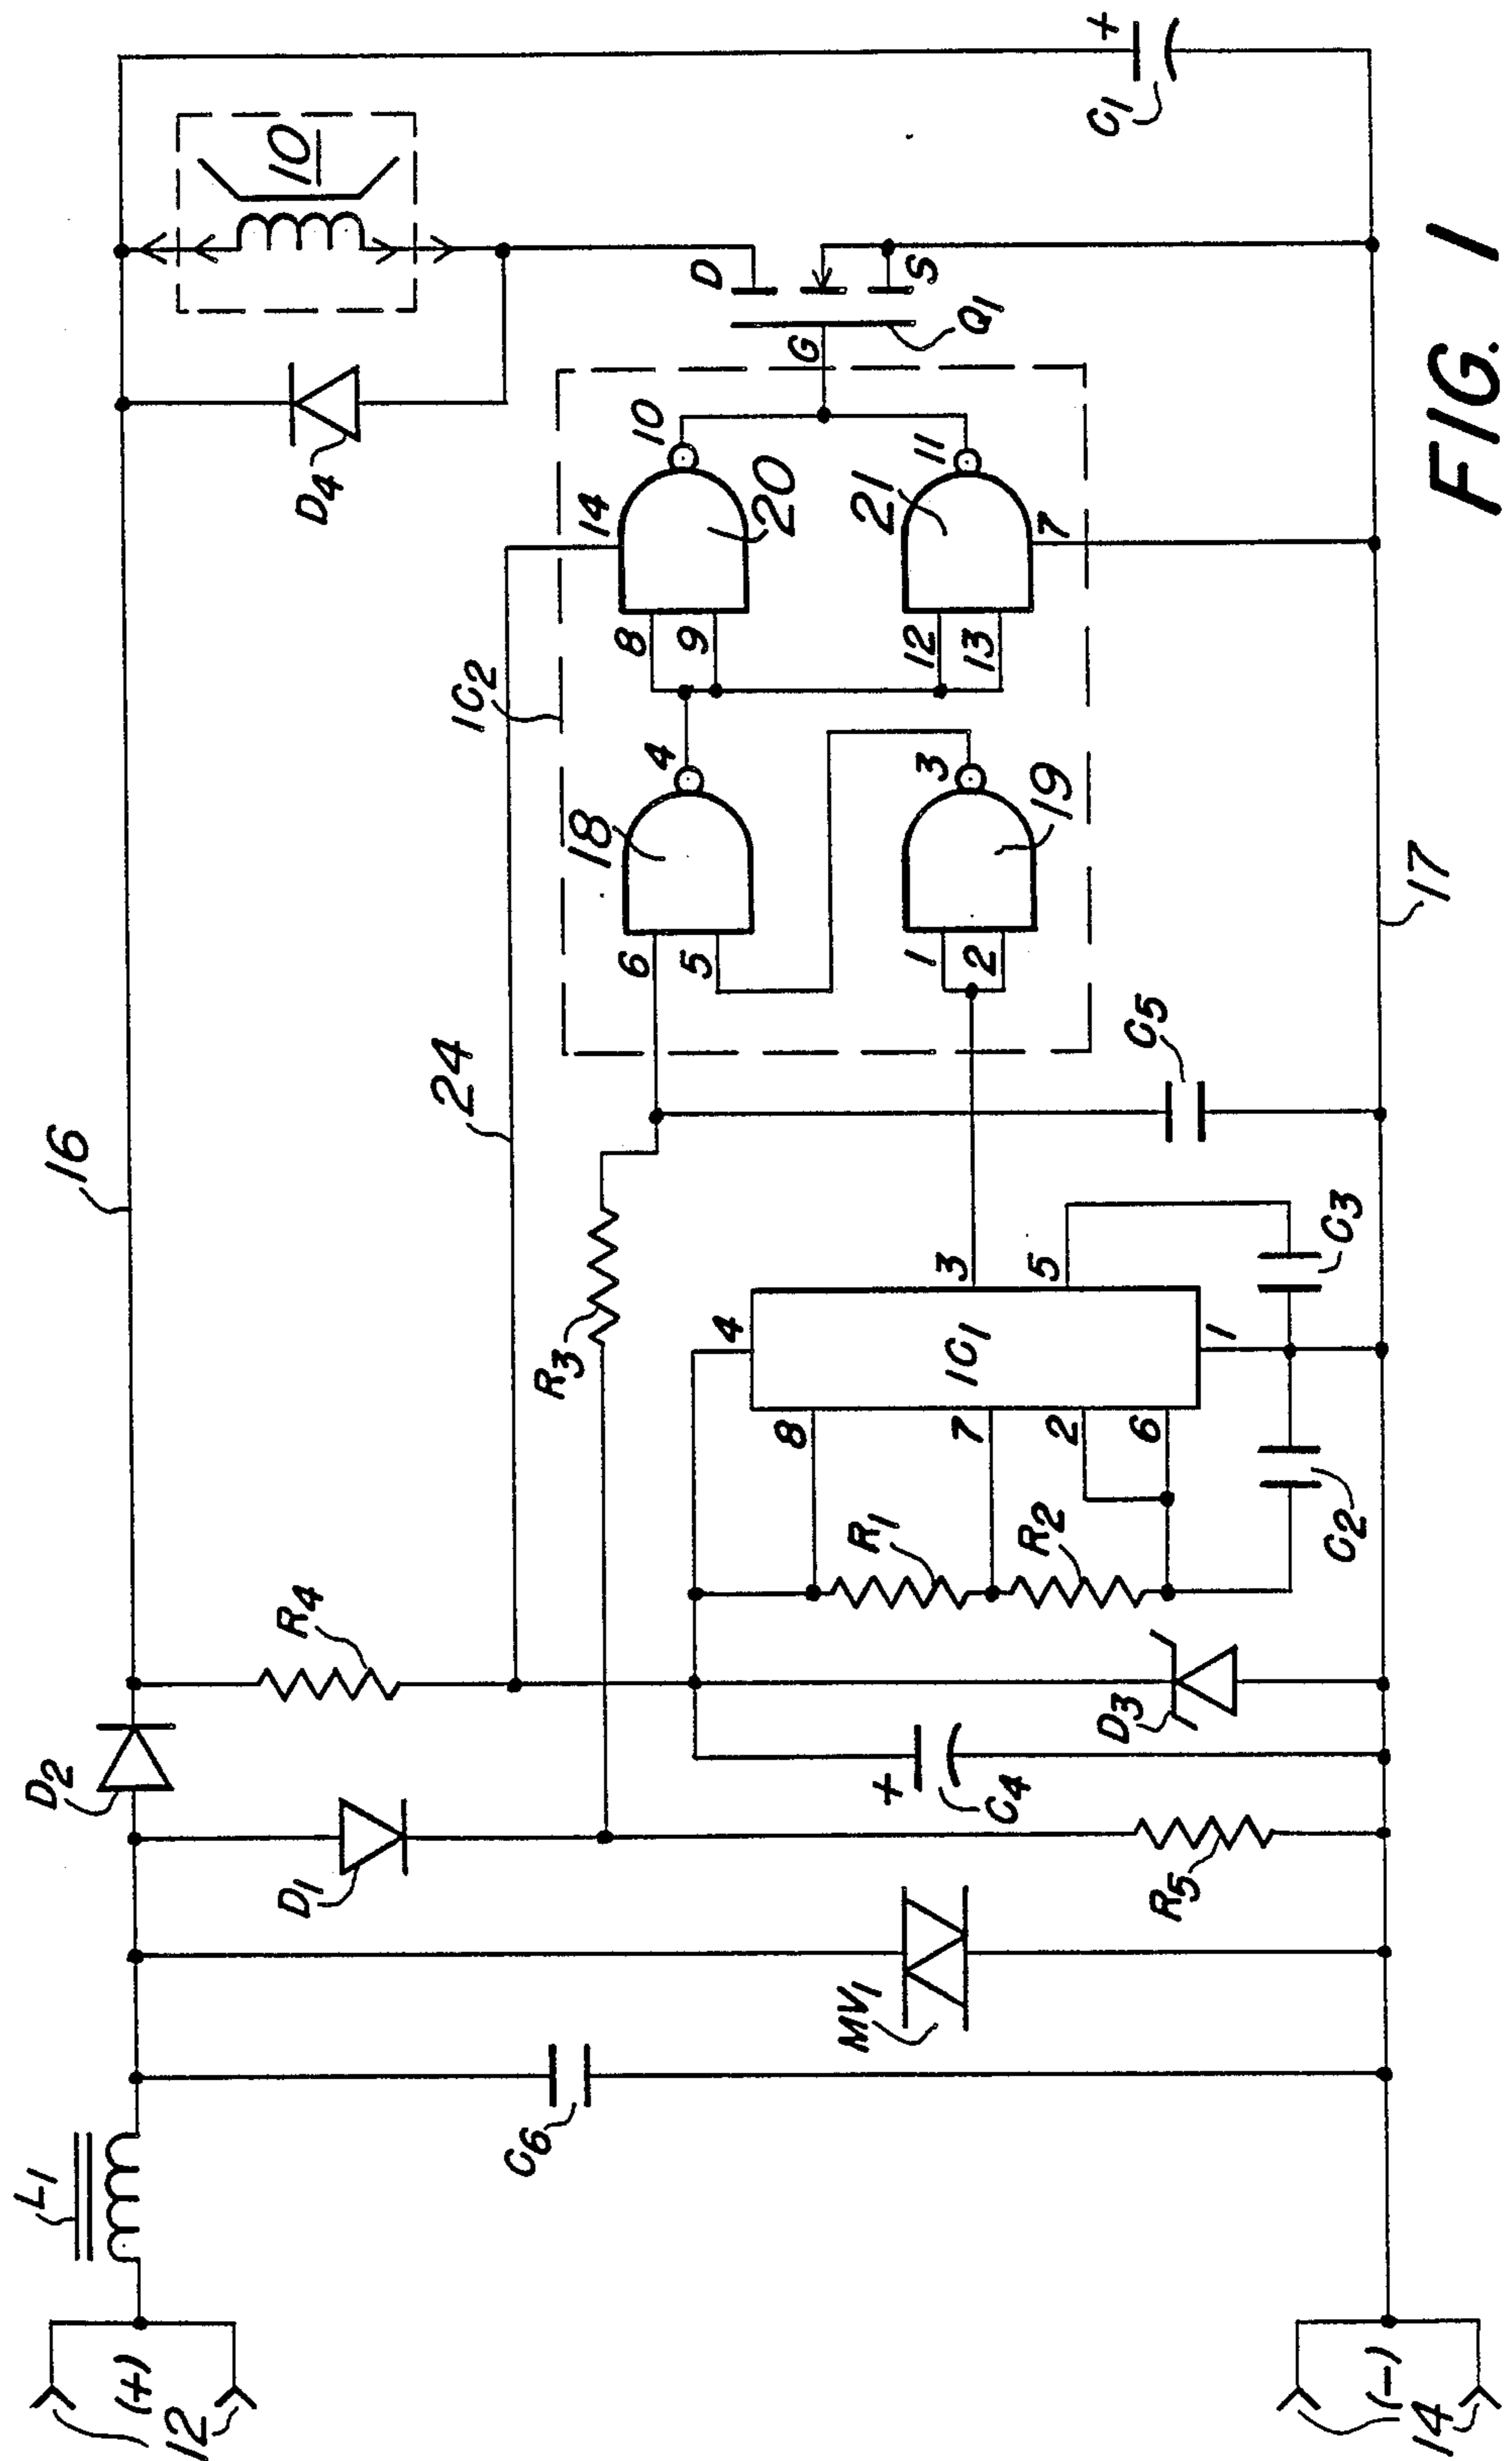 12
(+)
L1
C6
MV1
D1
D2
R4
16
24
R3
R5
C4
+
D3
R1
R2
8
7
2
6
4
IC1
3
5
1
C2
C3
C5
IC2
6
5
18
4
1
2
19
3
8
9
14
20
10
12
13
21
11
7
D4
10
D
G
S
Q1
C1
+
17
14
(-)
FIG. 1